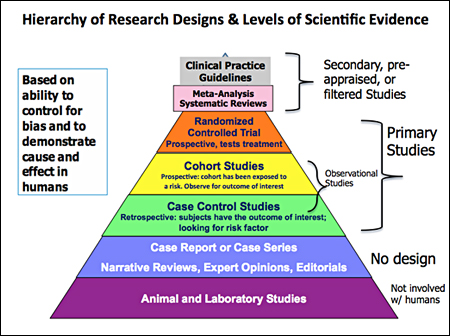 Hierarchy of Research Designs & Levels of Scientific Evidence
Based on
ability to
control for
bias and to
demonstrate
cause and
effect in
humans
Clinical Practice
Guidelines
Meta-Analysis
Systematic Reviews
Secondary, pre-
appraised, or
filtered Studies
Randomized
Controlled Trial
Prospective, tests treatment
Cohort Studies
Prospective: cohort has been exposed to
a risk. Observe for outcome of interest
Case Control Studies
Retrospective: subjects have the outcome of interest;
looking for risk factor
Observational
Studies
Primary
Studies
Case Report or Case Series
Narrative Reviews, Expert Opinions, Editorials
No design
Animal and Laboratory Studies
Not involved
w/ humans